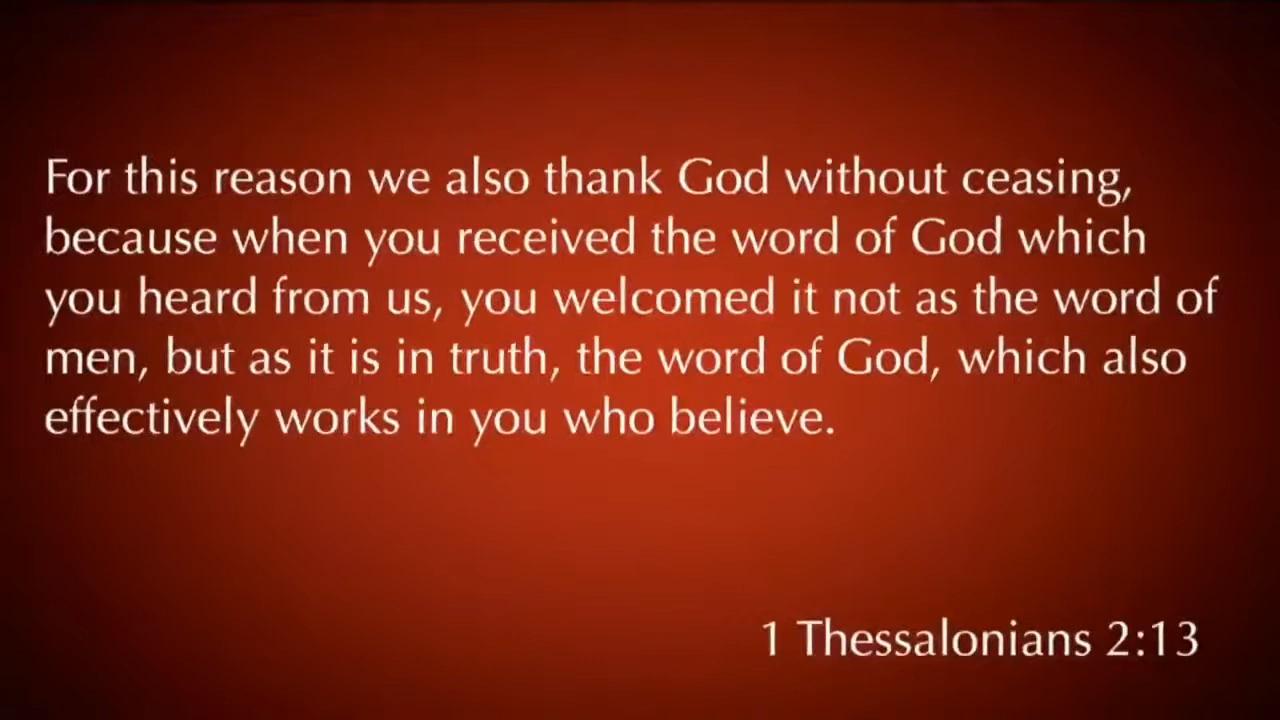 For this reason we also thank God without ceasing,
because when you received the word of God which
you heard from us, you welcomed it not as the word of
men, but as it is in truth, the word of God, which also
effectively works in you who believe.
1 Thessalonians 2:13